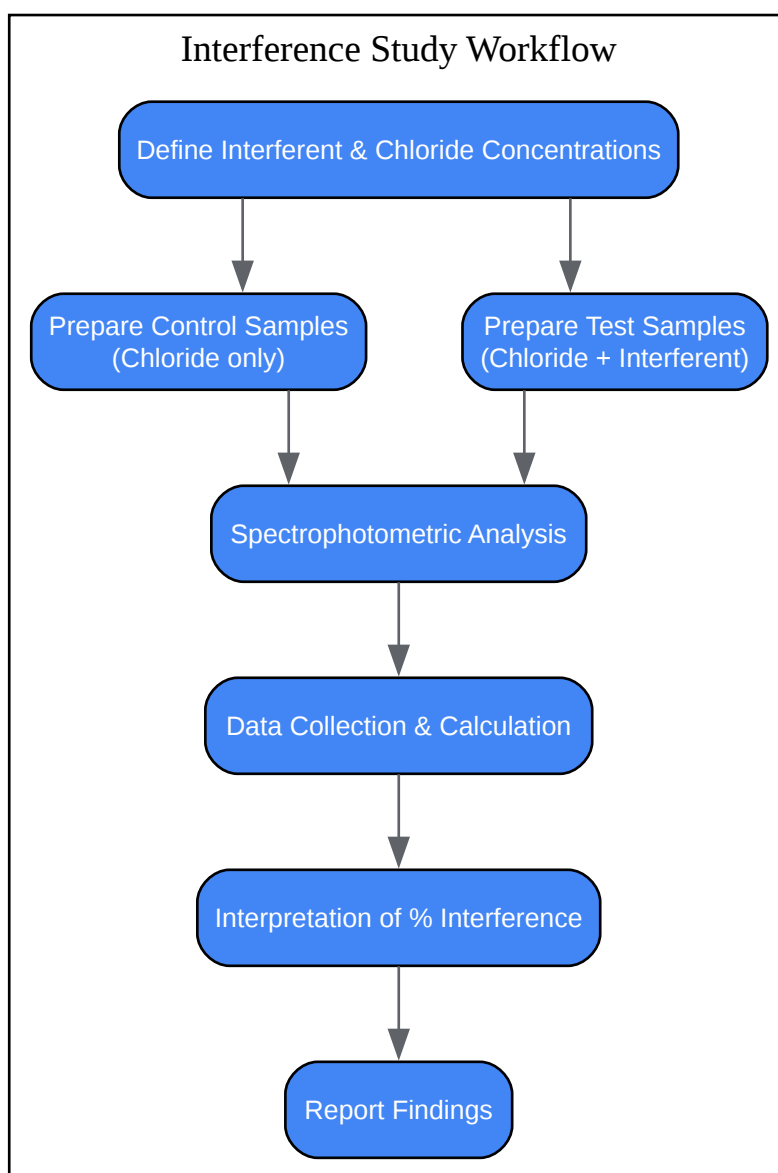 Interference Study Workflow
Define Interferent & Chloride Concentrations
Prepare Control Samples
(Chloride only)
Prepare Test Samples
(Chloride + Interferent)
Spectrophotometric Analysis
Data Collection & Calculation
Interpretation of % Interference
Report Findings